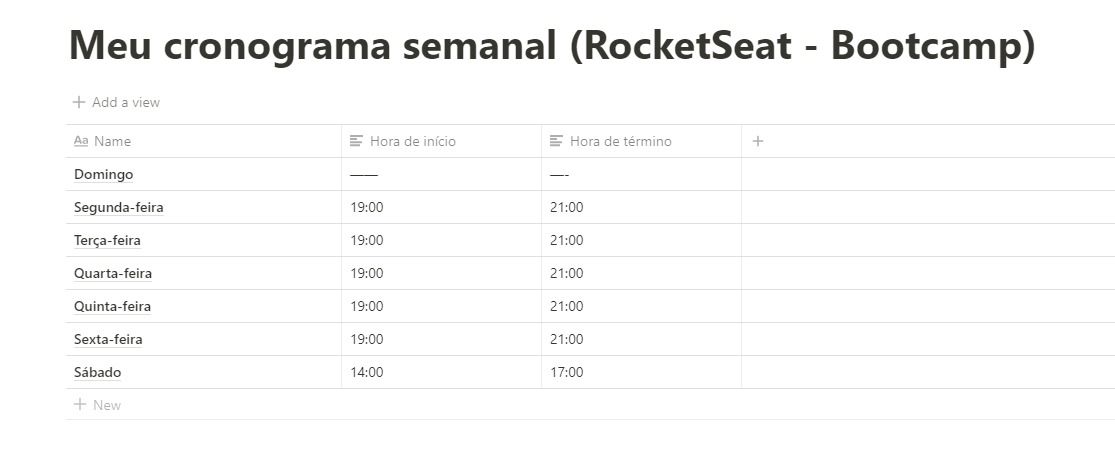 Meu cronograma semanal (RocketSeat - Bootcamp)
+ Add a view
Aa Name Hora de início Hora de término +
Domingo —— —-
Segunda-feira 19:00 21:00
Terça-feira 19:00 21:00
Quarta-feira 19:00 21:00
Quinta-feira 19:00 21:00
Sexta-feira 19:00 21:00
Sábado 14:00 17:00
+ New